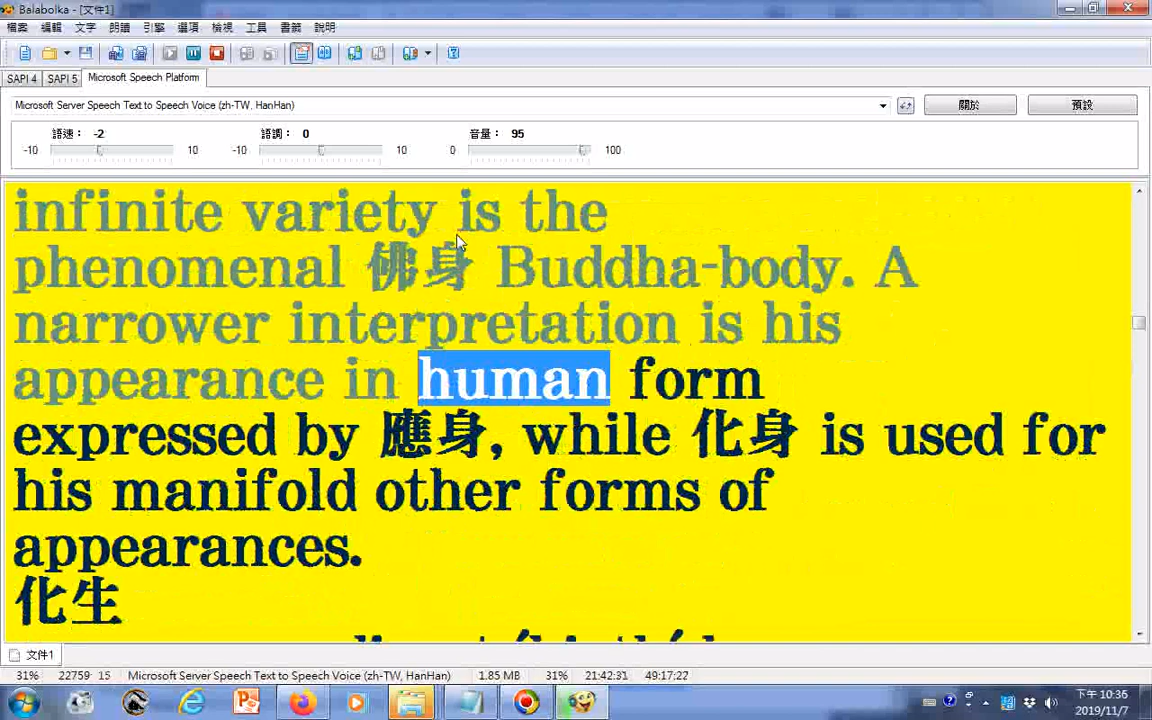 Balabolka - [文件1]
檔案 編輯 文字 朗讀 引擎 選項 檢視 工具 書籤 說明
SAPI 4 SAPI 5 Microsoft Speech Platform
Microsoft Server Speech Text to Speech Voice (zh-TW, HanHan) 關於 預設
語速： -2 語調： 0 音量： 95
-10 10 -10 10 0 100
infinite variety is the
phenomenal 佛身 Buddha-body. A
narrower interpretation is his
appearance in human form
expressed by 應身, while 化身 is used for
his manifold other forms of
appearances.
化生
文件1
31% 22759 15 Microsoft Server Speech Text to Speech Voice (zh-TW, HanHan) 1.85 MB 31% 21:42:31 49:17:22
下午 10:36
2019/11/7